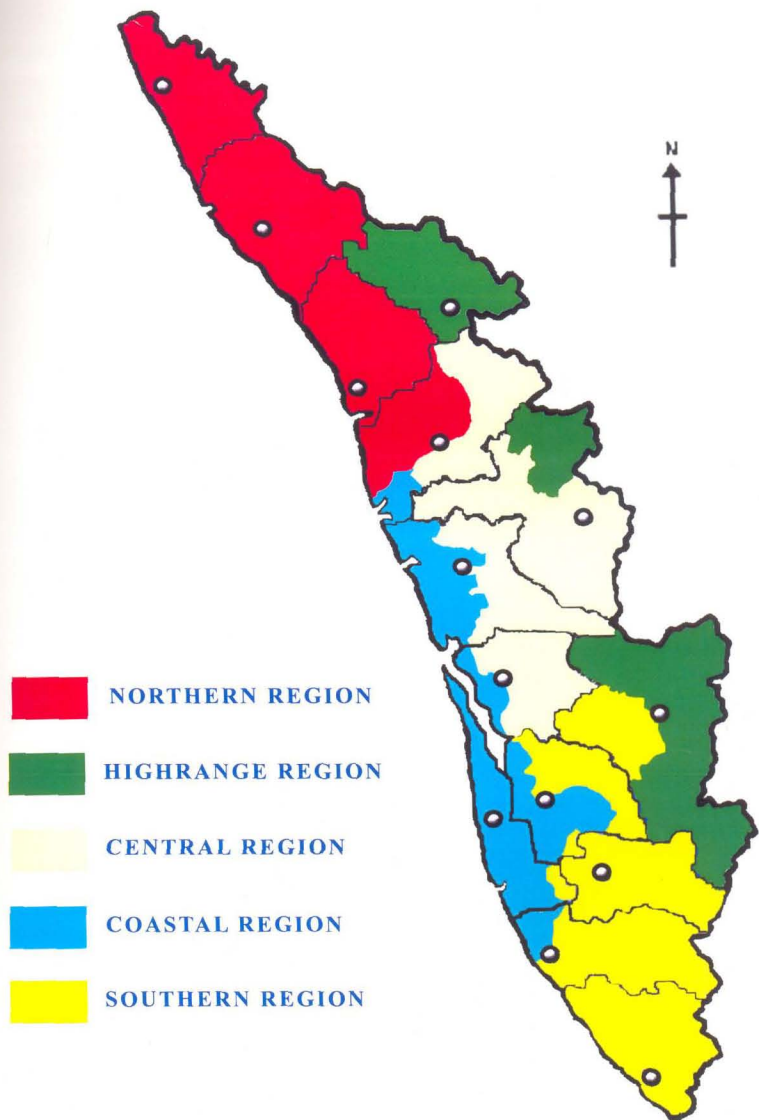 N
NORTHERN REGION
HIGHRANGE REGION
CENTRAL REGION
COASTAL REGION
SOUTHERN REGION